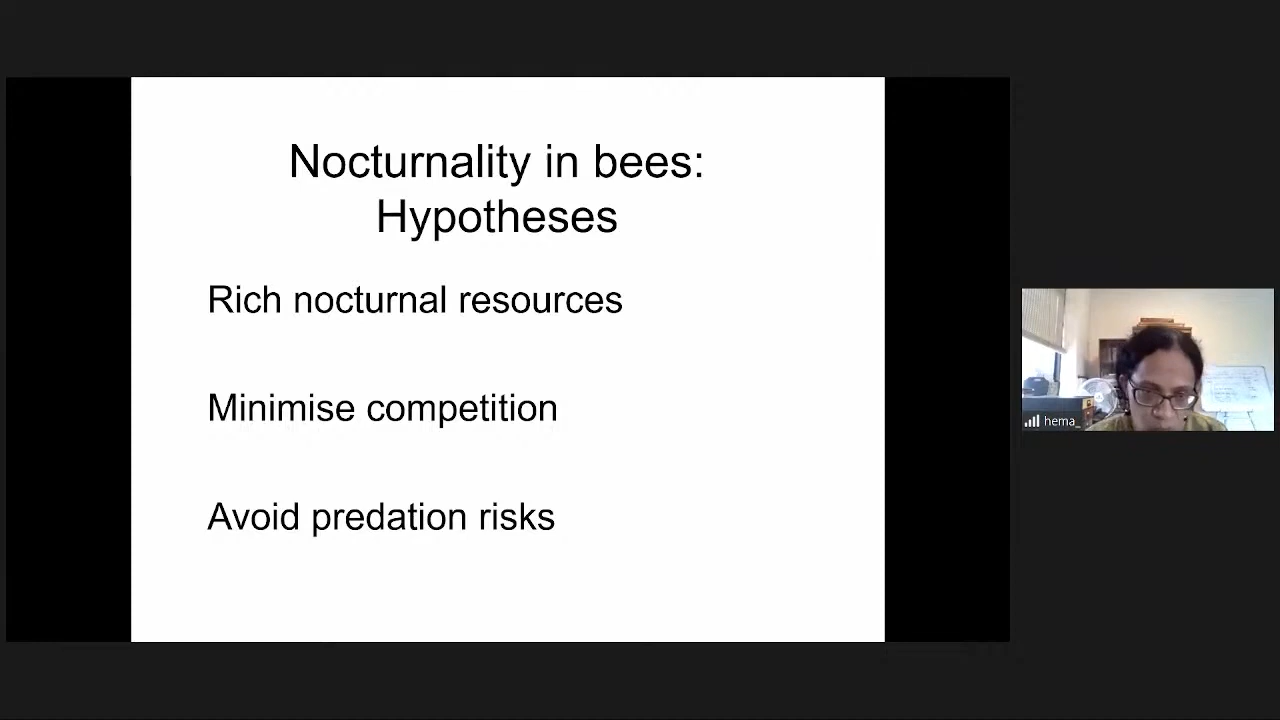 Nocturnality in bees:
Hypotheses
Rich nocturnal resources
Minimise competition
Avoid predation risks
hema_